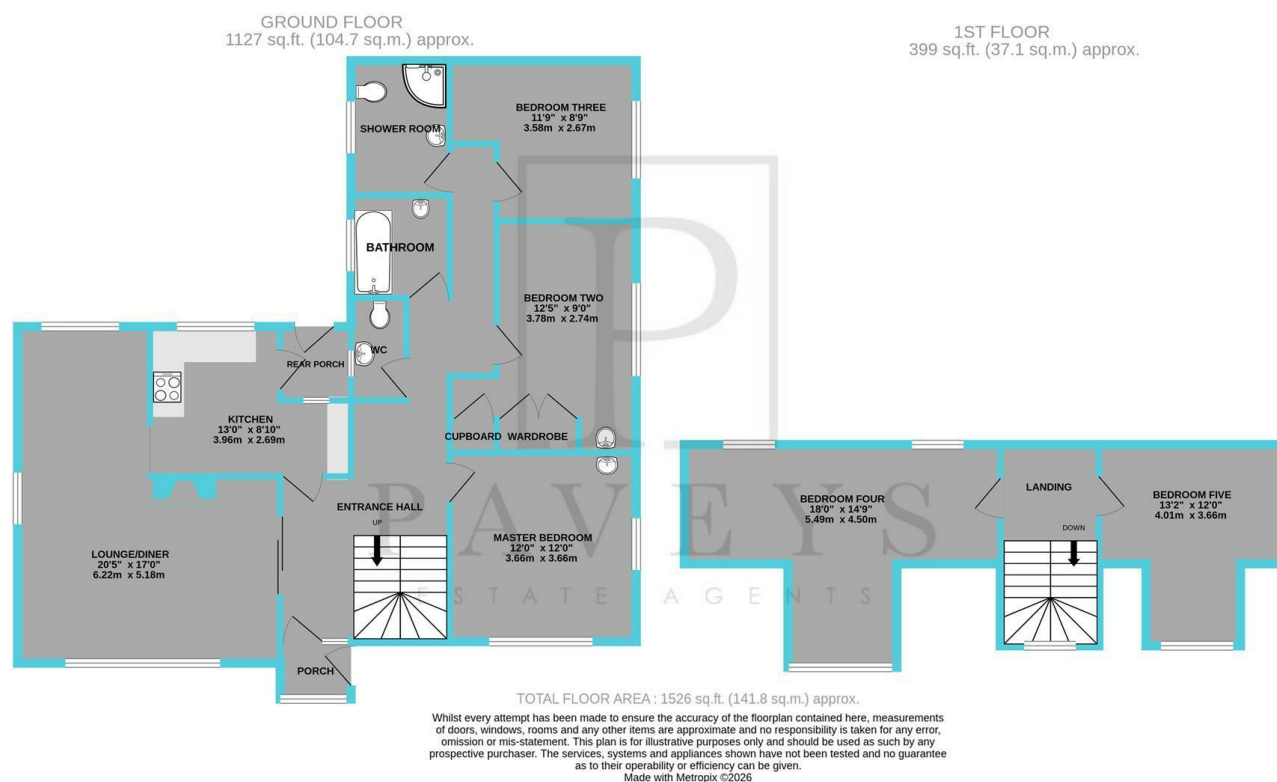 GROUND FLOOR
1127 sq.ft. (104.7 sq.m.) approx.
1ST FLOOR
399 sq.ft. (37.1 sq.m.) approx.
SHOWER ROOM
BEDROOM THREE
11'9" x 8'9"
3.58m x 2.67m
BATHROOM
BEDROOM TWO
12'5" x 9'0"
3.78m x 2.74m
WC
REAR PORCH
KITCHEN
13'0" x 8'10"
3.96m x 2.69m
CUPBOARD
WARDROBE
ENTRANCE HALL
UP
MASTER BEDROOM
12'0" x 12'0"
3.66m x 3.66m
LOUNGE/DINER
20'5" x 17'0"
6.22m x 5.18m
PORCH
BEDROOM FOUR
18'0" x 14'9"
5.49m x 4.50m
LANDING
DOWN
BEDROOM FIVE
13'2" x 12'0"
4.01m x 3.66m
P
PAVEYS
ESTATE AGENTS
TOTAL FLOOR AREA : 1526 sq.ft. (141.8 sq.m.) approx.
Whilst every attempt has been made to ensure the accuracy of the floorplan contained here, measurements
of doors, windows, rooms and any other items are approximate and no responsibility is taken for any error,
omission or mis-statement. This plan is for illustrative purposes only and should be used as such by any
prospective purchaser. The services, systems and appliances shown have not been tested and no guarantee
as to their operability or efficiency can be given.
Made with Metropix ©2026